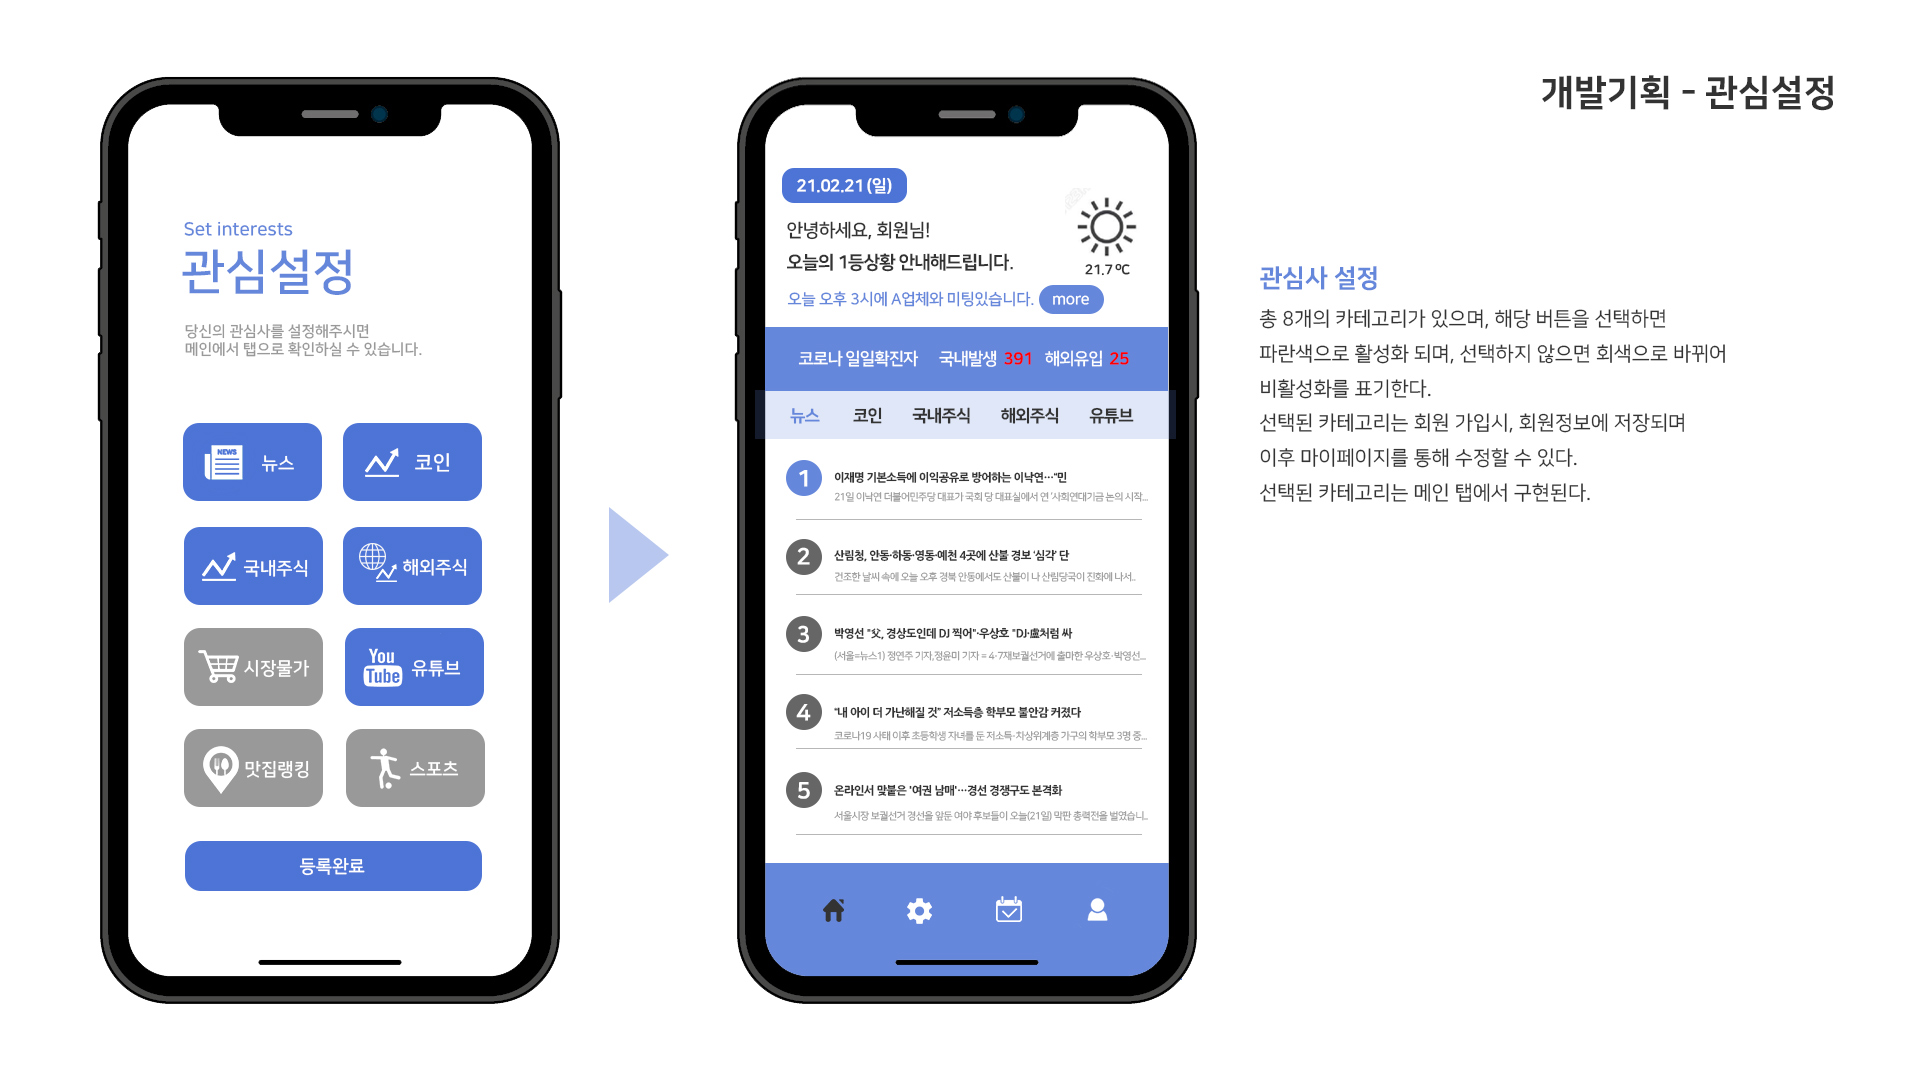 개발기획 - 관심설정
Set interests
관심설정
당신의 관심사를 설정해주시면
메인에서 탭으로 확인하실 수 있습니다.
NEWS 뉴스
코인
국내주식
해외주식
시장물가
You Tube 유튜브
맛집랭킹
스포츠
등록완료
21.02.21(일)
안녕하세요, 회원님!
오늘의 1등상황 안내해드립니다.
21.7 ºC
오늘 오후 3시에 A업체와 미팅있습니다. more
코로나 일일확진자 국내발생 391 해외유입 25
뉴스 코인 국내주식 해외주식 유튜브
1 이재명 기본소득에 이익공유로 방어하는 이낙연…"민
21일 이낙연 더불어민주당 대표가 국회 당 대표실에서 연 '사회연대기금 논의 시작...
2 산림청, 안동·하동·영동·예천 4곳에 산불 경보 '심각' 단
건조한 날씨 속에 오늘 오후 경북 안동에서도 산불이 나 산림당국이 진화에 나서..
3 박영선 "父, 경상도인데 DJ 찍어"·우상호 "DJ·盧처럼 싸
(서울=뉴스1) 정연주 기자,정윤미 기자 = 4·7재보궐선거에 출마한 우상호·박영선...
4 "내 아이 더 가난해질 것" 저소득층 학부모 불안감 커졌다
코로나19 사태 이후 초등학생 자녀를 둔 저소득·차상위계층 가구의 학부모 3명 중...
5 온라인서 맞붙은 '여권 남매'…경선 경쟁구도 본격화
서울시장 보궐선거 경선을 앞둔 여야 후보들이 오늘(21일) 막판 총력전을 벌였습니..
관심사 설정
총 8개의 카테고리가 있으며, 해당 버튼을 선택하면
파란색으로 활성화 되며, 선택하지 않으면 회색으로 바뀌어
비활성화를 표기한다.
선택된 카테고리는 회원 가입시, 회원정보에 저장되며
이후 마이페이지를 통해 수정할 수 있다.
선택된 카테고리는 메인 탭에서 구현된다.